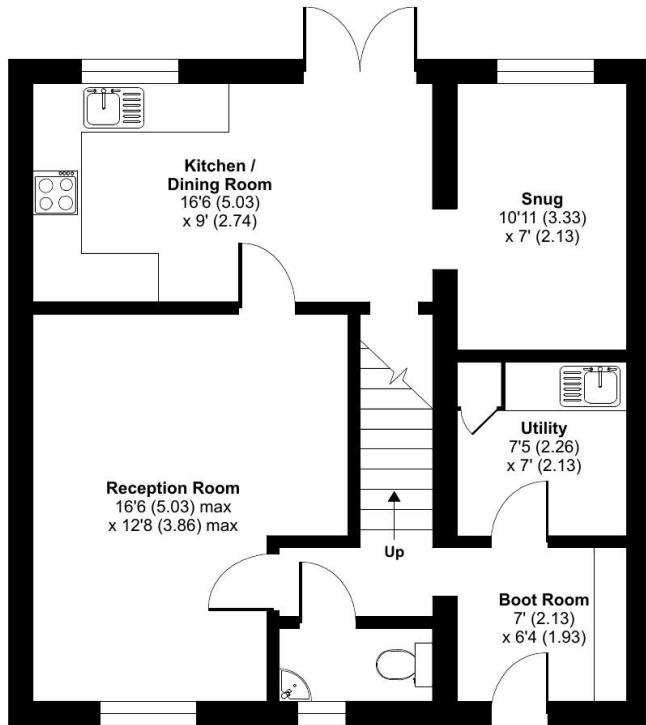 Kitchen /
Dining Room
16'6 (5.03)
x 9' (2.74)
Snug
10'11 (3.33)
x 7' (2.13)
Utility
7'5 (2.26)
x 7' (2.13)
Reception Room
16'6 (5.03) max
x 12'8 (3.86) max
Up
Boot Room
7' (2.13)
x 6'4 (1.93)